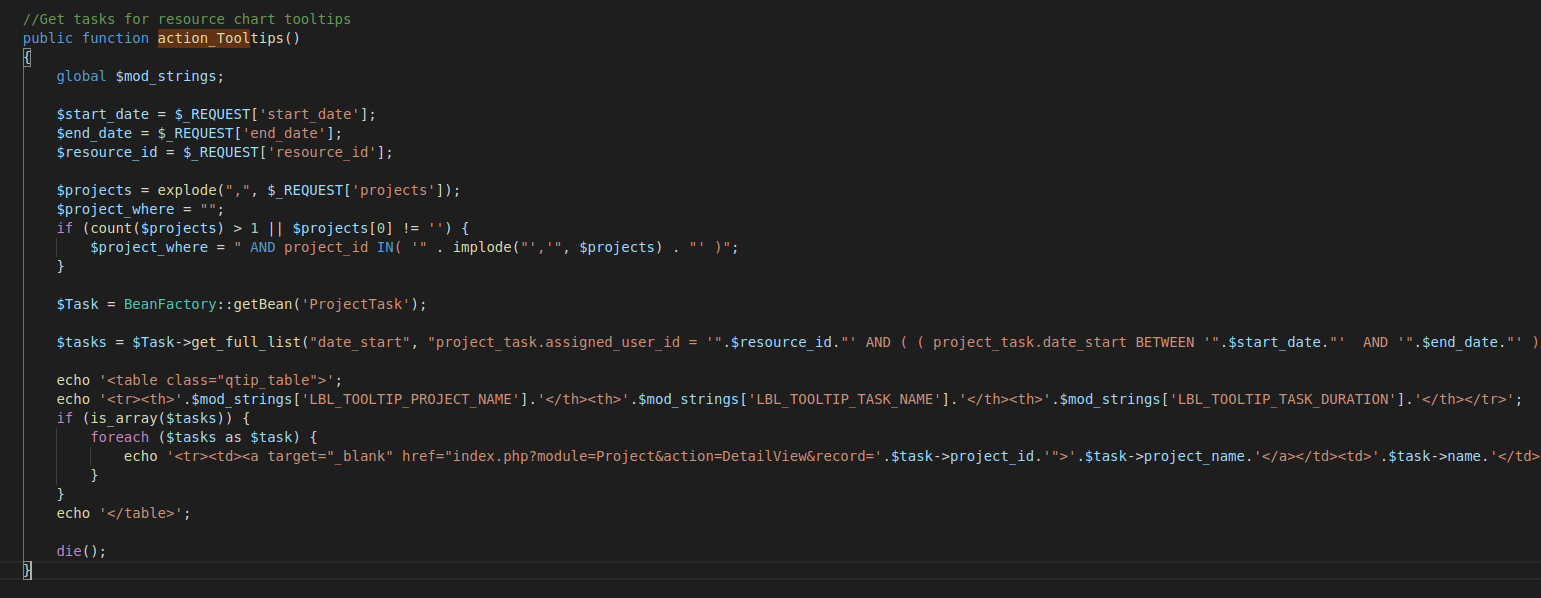 //Get tasks for resource chart tooltips
public function action_Tooltips()
{
global $mod_strings;
$start_date = $_REQUEST['start_date'];
$end_date = $_REQUEST['end_date'];
$resource_id = $_REQUEST['resource_id'];
$projects = explode(",", $_REQUEST['projects']);
$project_where = "";
if (count($projects) > 1 || $projects[0] != '') {
$project_where = " AND project_id IN( '" . implode("','", $projects) . "' )";
}
$Task = BeanFactory::getBean('ProjectTask');
$tasks = $Task->get_full_list("date_start", "project_task.assigned_user_id = '".$resource_id."' AND ( ( project_task.date_start BETWEEN '".$start_date."'  AND '".$end_date."' )
echo '<table class="qtip_table">';
echo '<tr><th>'.$mod_strings['LBL_TOOLTIP_PROJECT_NAME'].'</th><th>'.$mod_strings['LBL_TOOLTIP_TASK_NAME'].'</th><th>'.$mod_strings['LBL_TOOLTIP_TASK_DURATION'].'</th></tr>';
if (is_array($tasks)) {
foreach ($tasks as $task) {
echo '<tr><td><a target="_blank" href="index.php?module=Project&action=DetailView&record='.$task->project_id.'">'.$task->project_name.'</a></td><td>'.$task->name.'</td>
}
}
echo '</table>';
die();
}